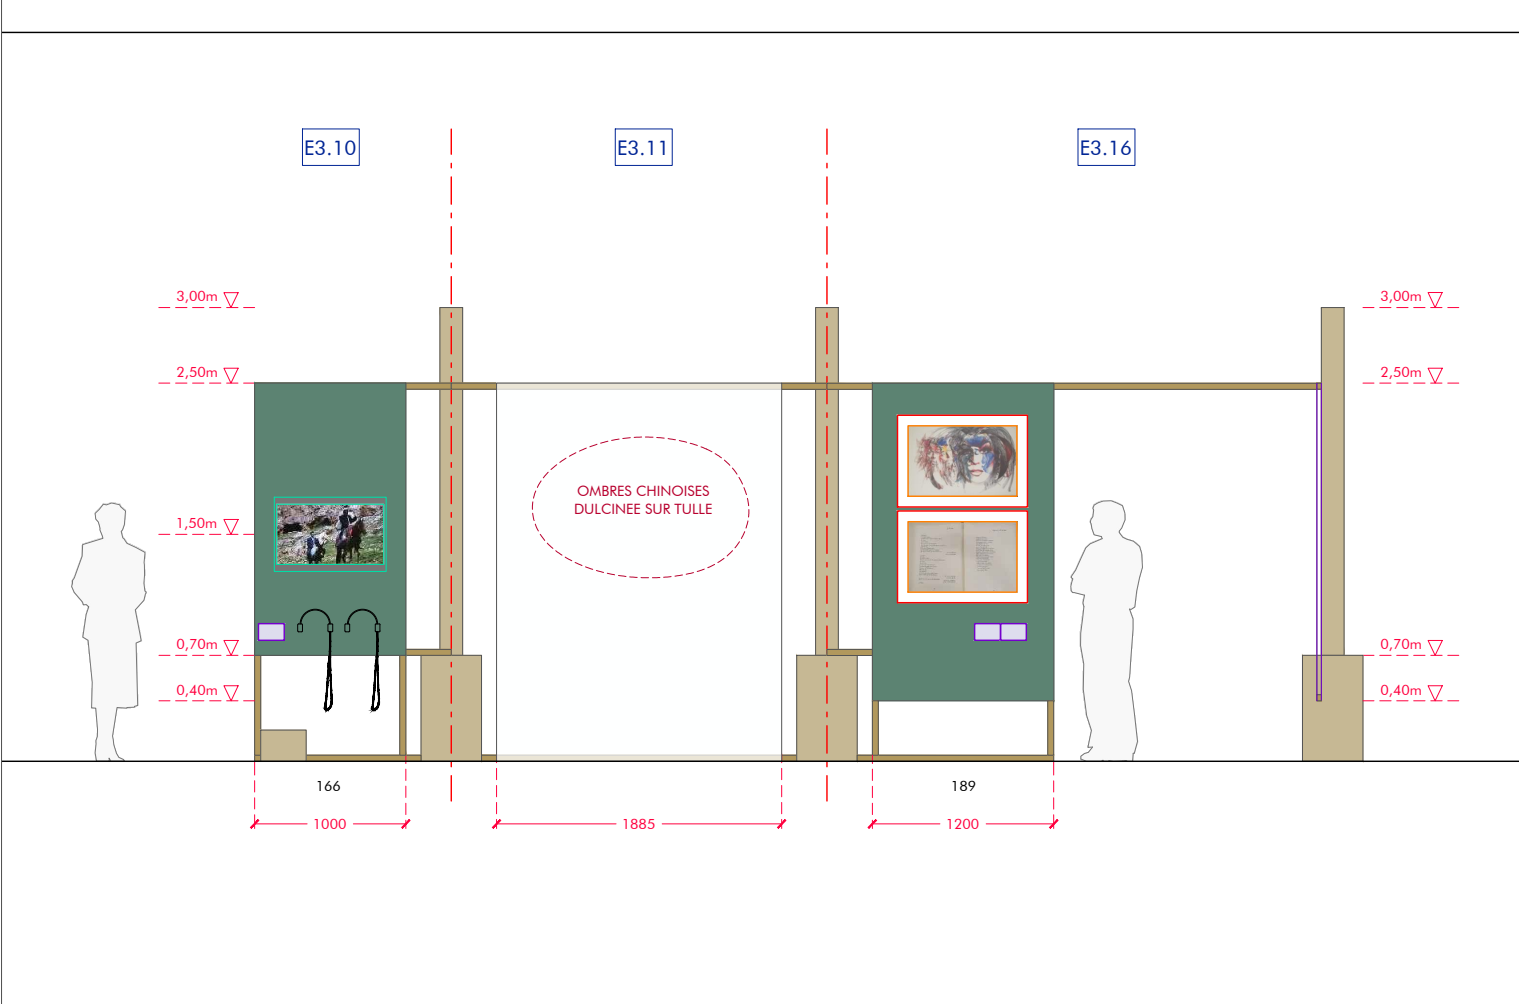 E3.10
E3.11
E3.16
3,00m
3,00m
2,50m
2,50m
OMBRES CHINOISES
DULCINEE SUR TULLE
1,50m
0,70m
0,70m
0,40m
0,40m
166
189
1000
1885
1200